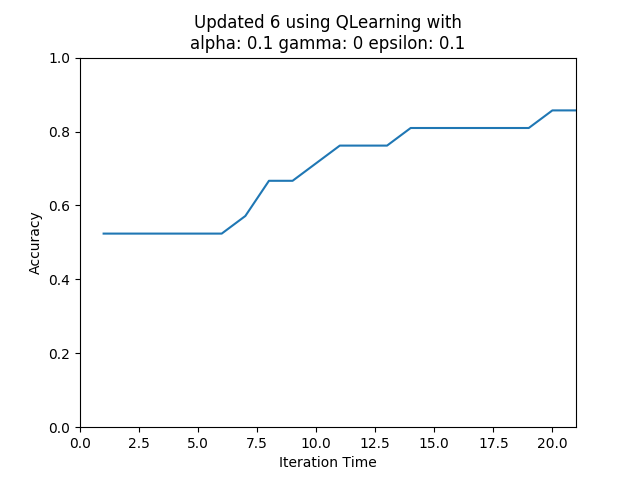 Updated 6 using QLearning with
alpha: 0.1 gamma: 0 epsilon: 0.1
1.0
0.8
0.6
0.4
0.2
0.0
Accuracy
0.0 2.5 5.0 7.5 10.0 12.5 15.0 17.5 20.0
Iteration Time